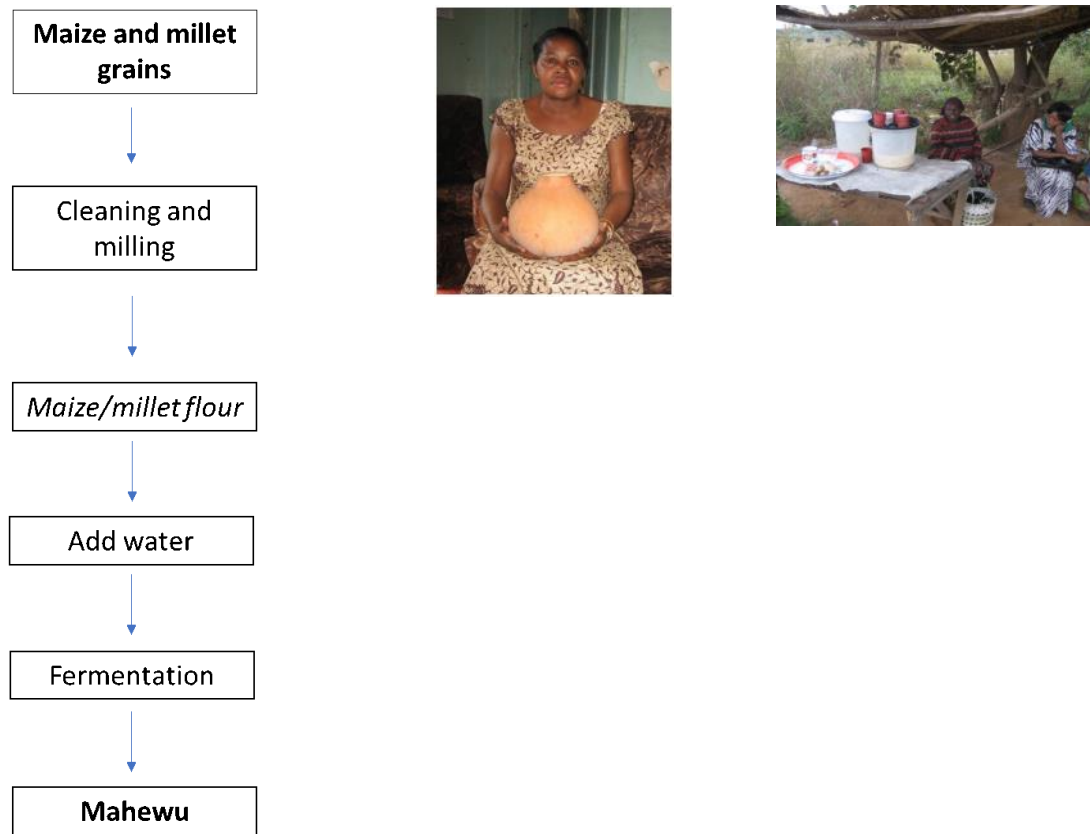 Maize and millet
grains
Cleaning and
milling
Maize/millet flour
Add water
Fermentation
Mahewu